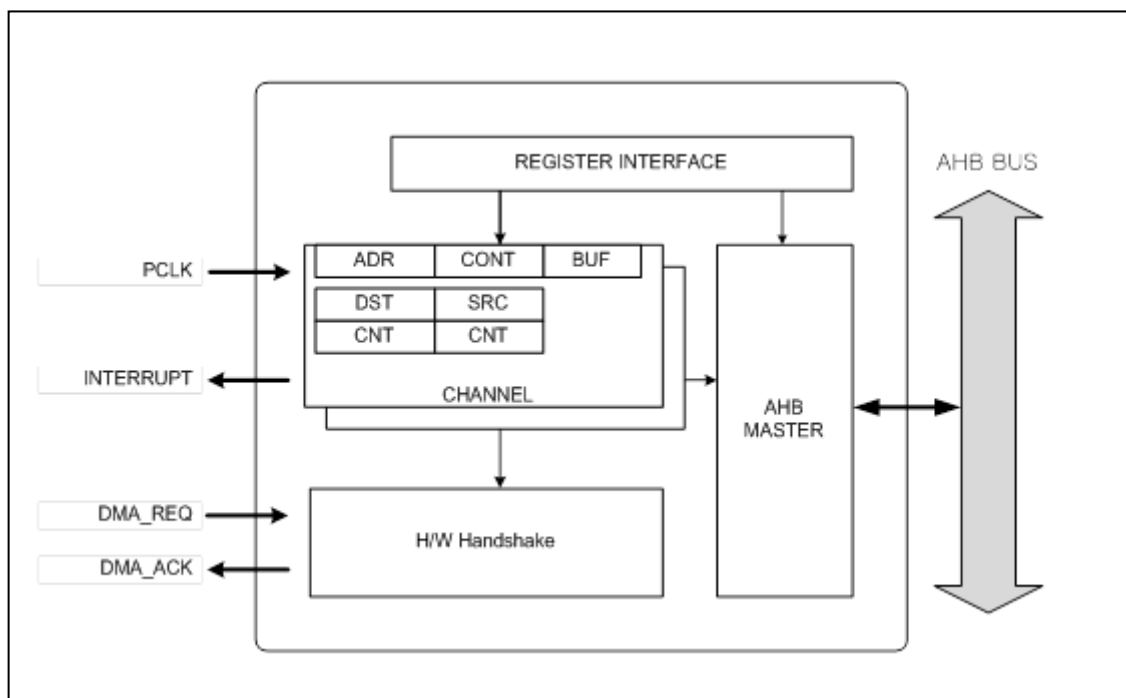 REGISTER INTERFACE
AHB BUS
PCLK
ADR CONT BUF
DST SRC
CNT CNT
INTERRUPT
CHANNEL
AHB
MASTER
DMA_REQ
H/W Handshake
DMA_ACK